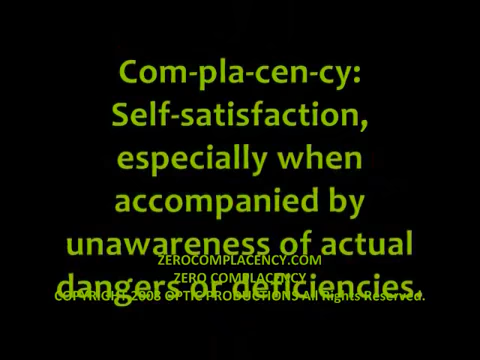 Com-pla-cen-cy:
Self-satisfaction,
especially when
accompanied by
unawareness of actual
ZEROCOMPLACENCY.COM
ZERO COMPLACENCY
dangers or deficiencies.
COPYRIGHT 2008 OPTIC PRODUCTIONS All Rights Reserved.